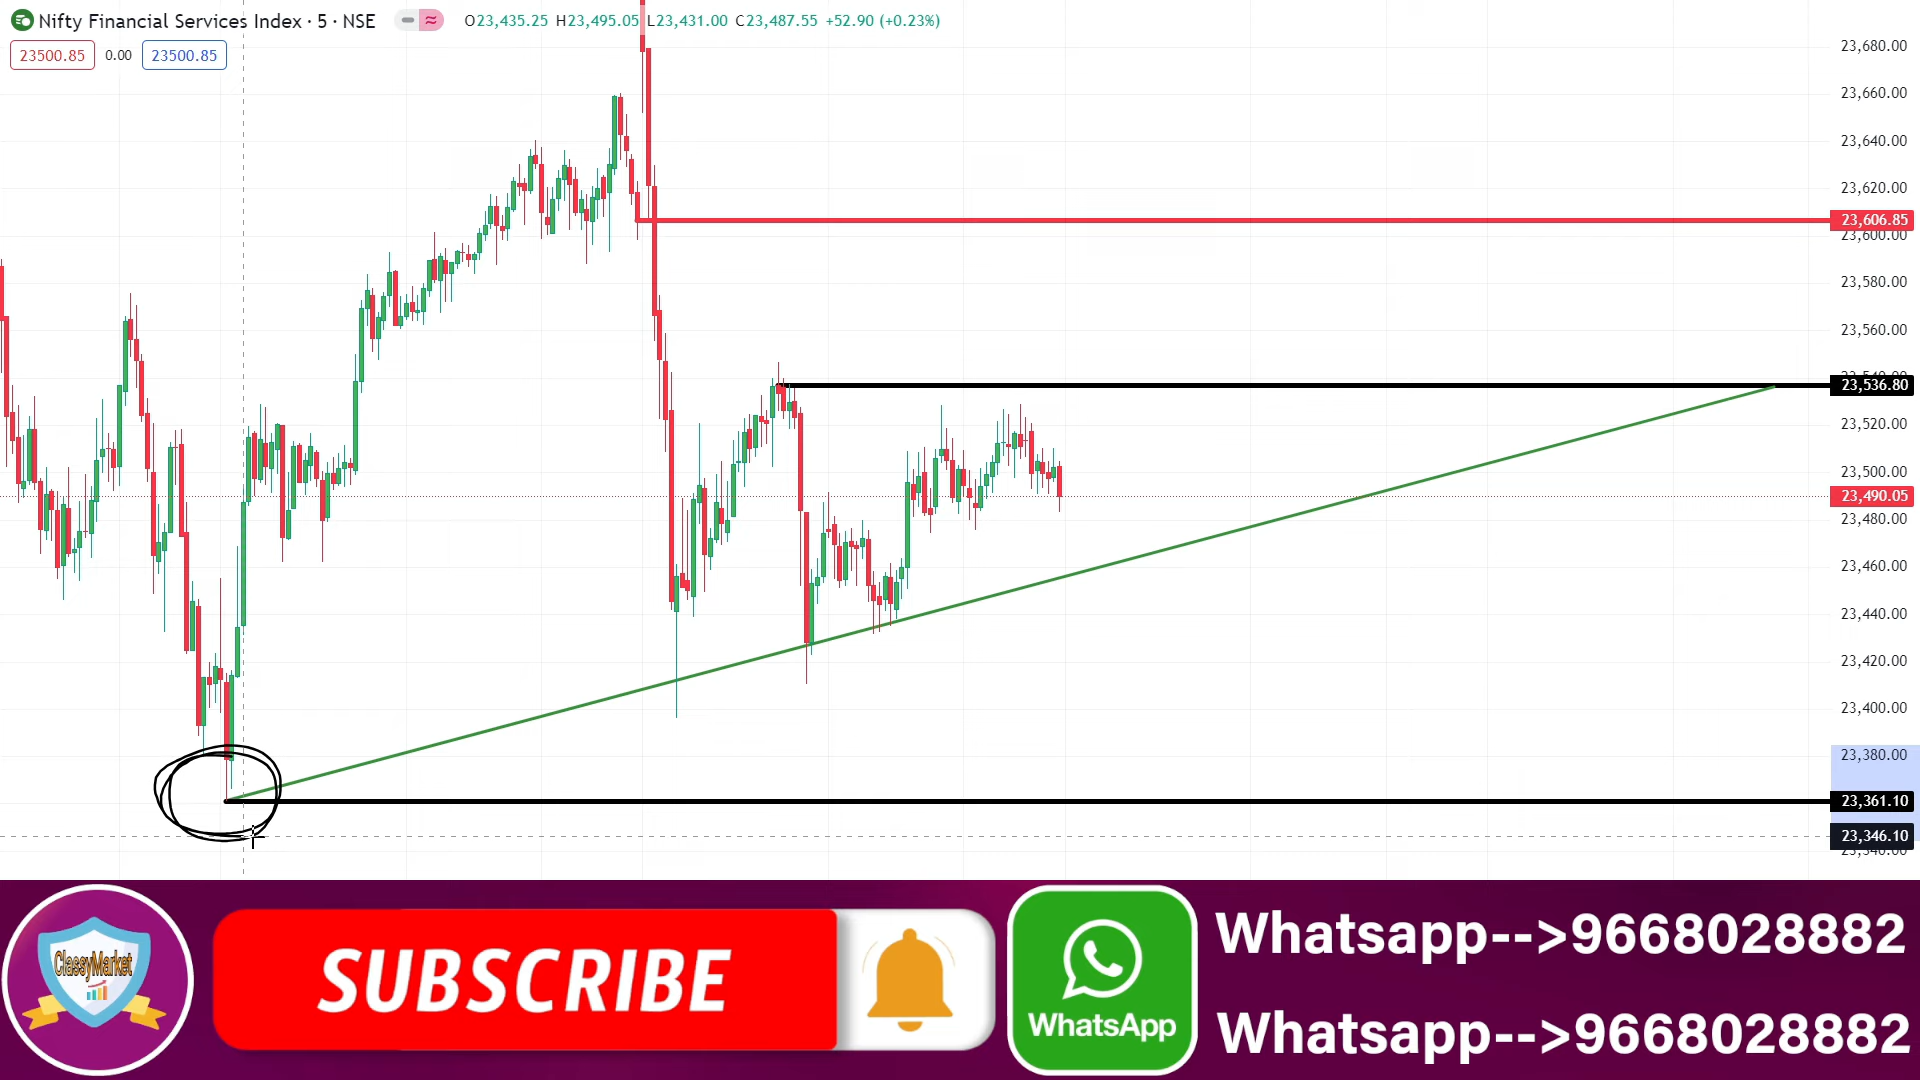 Nifty Financial Services Index · 5 · NSE
O23,435.25 H23,495.05 L23,431.00 C23,487.55 +52.90 (+0.23%)
23500.85 0.00 23500.85
23,680.00
23,660.00
23,640.00
23,620.00
23,606.85
23,600.00
23,580.00
23,560.00
23,536.80
23,520.00
23,500.00
23,490.05
23,480.00
23,460.00
23,440.00
23,420.00
23,400.00
23,380.00
23,361.10
23,346.10
ClassyMarket
SUBSCRIBE
WhatsApp
Whatsapp-->9668028882
Whatsapp-->9668028882